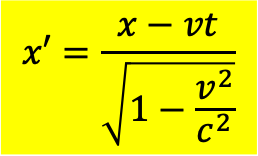 x′ = (x − vt) / √(1 − v²/c²)